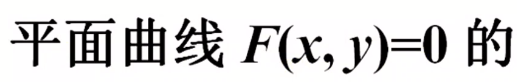 平面曲线 F(x, y)=0 的